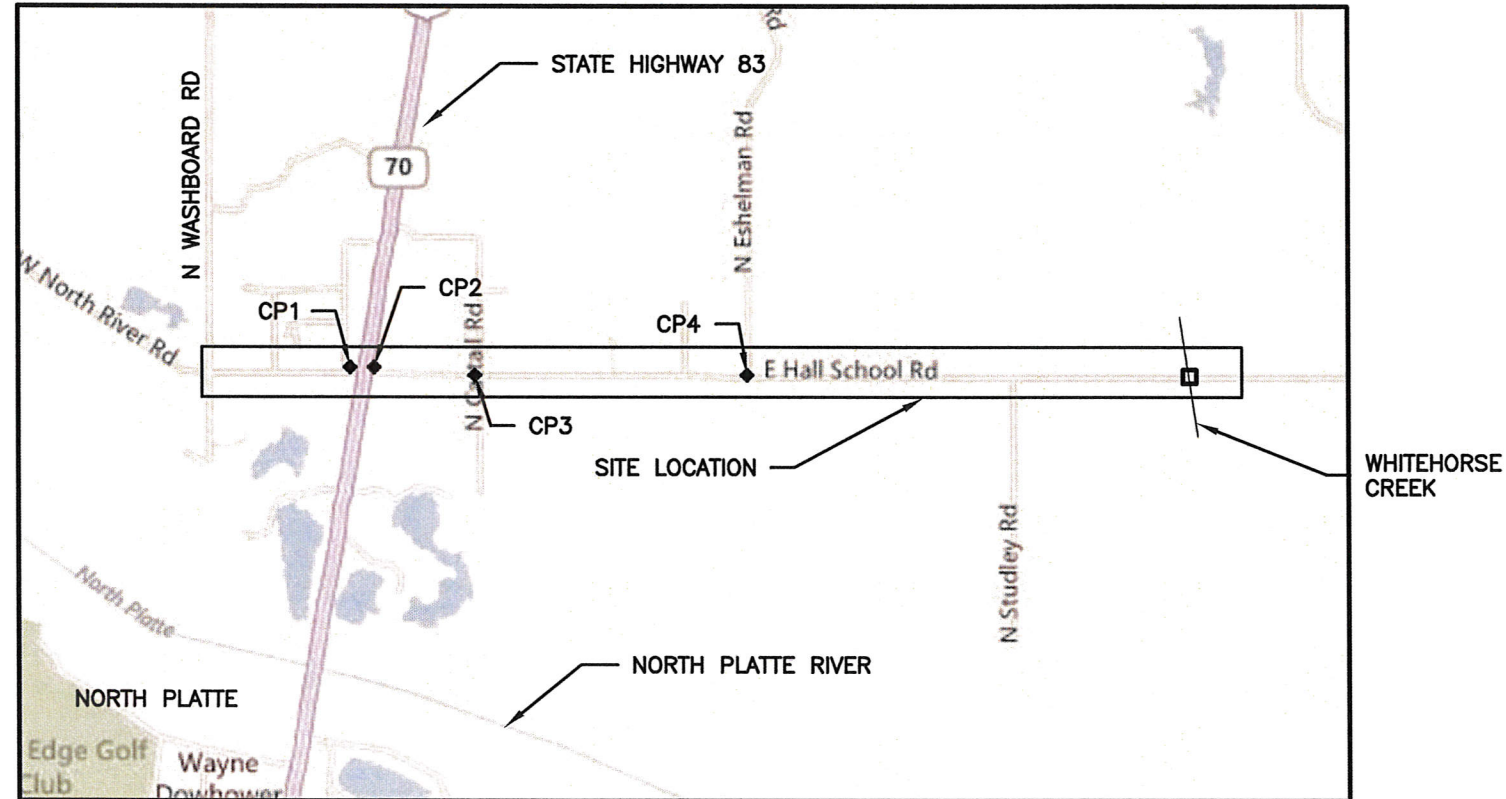 Rd
STATE HIGHWAY 83
N WASHBOARD RD
70
N Eshelman Rd
W North River Rd
CP1
CP2
CP4
E Hall School Rd
CP3
SITE LOCATION
WHITEHORSE
CREEK
N Studley Rd
North Platte
NORTH PLATTE RIVER
NORTH PLATTE
Edge Golf
Club
Wayne
Dowhower